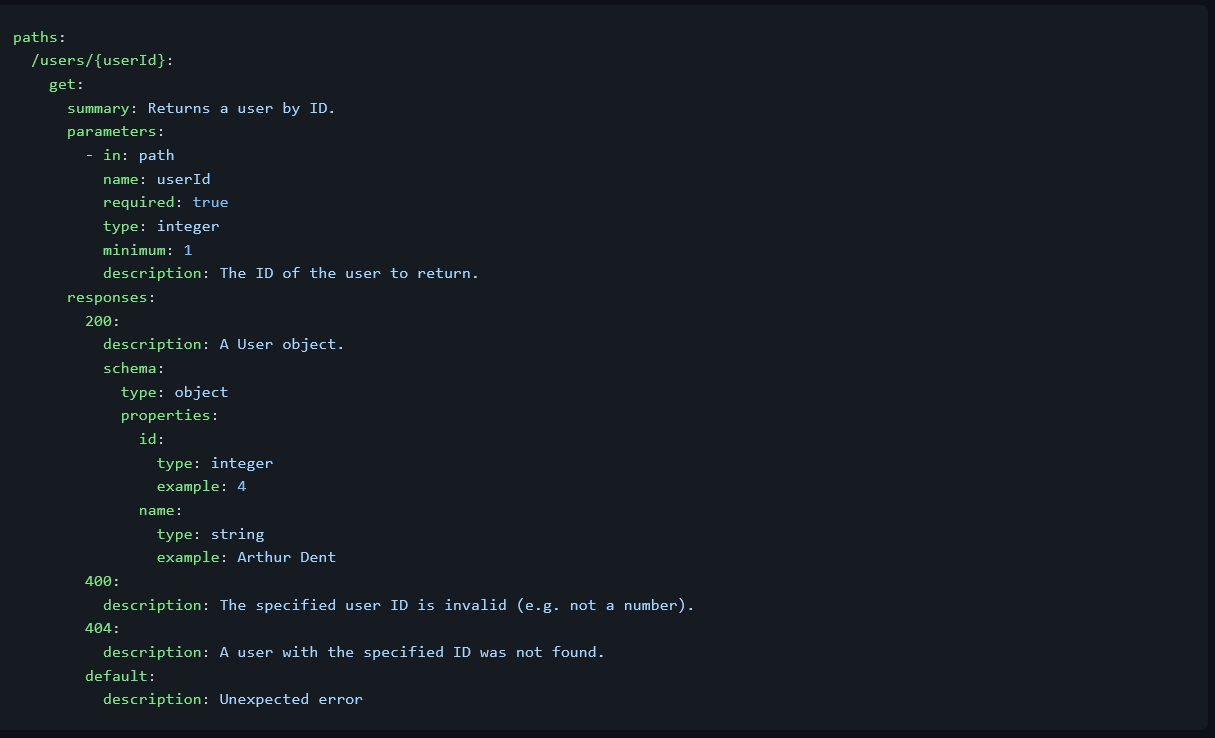 paths:
  /users/{userId}:
    get:
      summary: Returns a user by ID.
      parameters:
        - in: path
          name: userId
          required: true
          type: integer
          minimum: 1
          description: The ID of the user to return.
      responses:
        200:
          description: A User object.
          schema:
            type: object
            properties:
              id:
                type: integer
                example: 4
              name:
                type: string
                example: Arthur Dent
        400:
          description: The specified user ID is invalid (e.g. not a number).
        404:
          description: A user with the specified ID was not found.
        default:
          description: Unexpected error